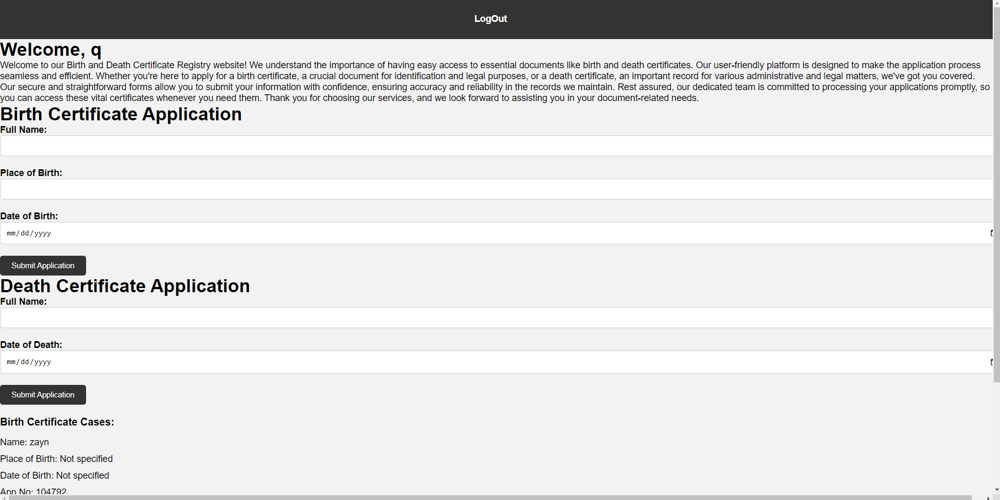 LogOut
Welcome, q
Welcome to our Birth and Death Certificate Registry website! We understand the importance of having easy access to essential documents like birth and death certificates. Our user-friendly platform is designed to make the application process
seamless and efficient. Whether you're here to apply for a birth certificate, a crucial document for identification and legal purposes, or a death certificate, an important record for various administrative and legal matters, we've got you covered.
Our secure and straightforward forms allow you to submit your information with confidence, ensuring accuracy and reliability in the records we maintain. Rest assured, our dedicated team is committed to processing your applications promptly, so
you can access these vital certificates whenever you need them. Thank you for choosing our services, and we look forward to assisting you in your document-related needs.
Birth Certificate Application
Full Name:
Place of Birth:
Date of Birth:
mm/dd/yyyy
Submit Application
Death Certificate Application
Full Name:
Date of Death:
mm/dd/yyyy
Submit Application
Birth Certificate Cases:
Name: zayn
Place of Birth: Not specified
Date of Birth: Not specified
App No: 104792